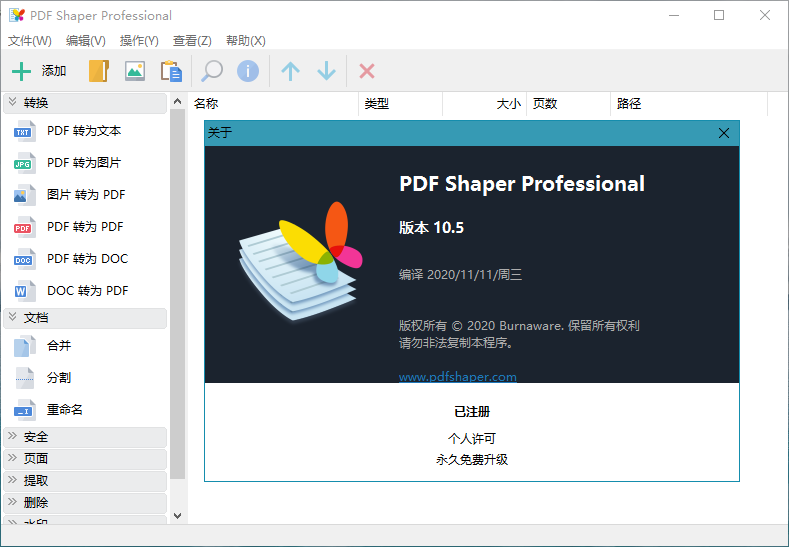 PDF Shaper Professional
文件(W) 编辑(V) 操作(Y) 查看(Z) 帮助(X)
添加
转换
PDF 转为文本
PDF 转为图片
图片 转为 PDF
PDF 转为 PDF
PDF 转为 DOC
DOC 转为 PDF
文档
合并
分割
重命名
安全
页面
提取
删除
水印
名称 类型 大小 页数 路径
关于
PDF Shaper Professional
版本 10.5
编译 2020/11/11/周三
版权所有 © 2020 Burnaware. 保留所有权利
请勿非法复制本程序。
www.pdfshaper.com
已注册
个人许可
永久免费升级
TXT
JPG
PDF
DOC
W